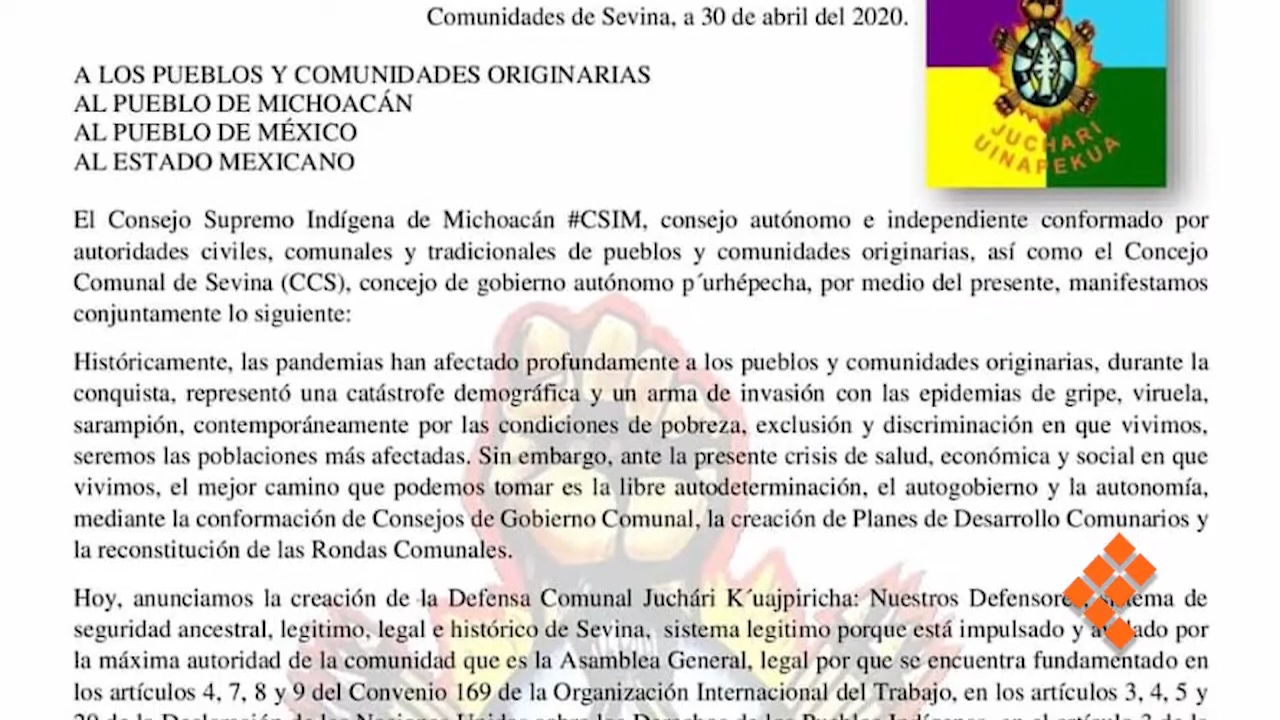 Comunidades de Sevina, a 30 de abril del 2020.
A LOS PUEBLOS Y COMUNIDADES ORIGINARIAS
AL PUEBLO DE MICHOACÁN
AL PUEBLO DE MÉXICO
AL ESTADO MEXICANO
JUCHARI
UINAPEKUA
El Consejo Supremo Indígena de Michoacán #CSIM, consejo autónomo e independiente conformado por
autoridades civiles, comunales y tradicionales de pueblos y comunidades originarias, así como el Concejo
Comunal de Sevina (CCS), concejo de gobierno autónomo p´urhépecha, por medio del presente, manifestamos
conjuntamente lo siguiente:
Históricamente, las pandemias han afectado profundamente a los pueblos y comunidades originarias, durante la
conquista, representó una catástrofe demográfica y un arma de invasión con las epidemias de gripe, viruela,
sarampión, contemporáneamente por las condiciones de pobreza, exclusión y discriminación en que vivimos,
seremos las poblaciones más afectadas. Sin embargo, ante la presente crisis de salud, económica y social en que
vivimos, el mejor camino que podemos tomar es la libre autodeterminación, el autogobierno y la autonomía,
mediante la conformación de Consejos de Gobierno Comunal, la creación de Planes de Desarrollo Comunarios y
la reconstitución de las Rondas Comunales.
Hoy, anunciamos la creación de la Defensa Comunal Juchári K´uajpiricha: Nuestros de
seguridad ancestral, legitimo, legal e histórico de Sevina, sistema legitimo porque está impulsado y por
la máxima autoridad de la comunidad que es la Asamblea General, legal por que se encuentra fundamentado en
los artículos 4, 7, 8 y 9 del Convenio 169 de la Organización Internacional del Trabajo, en los artículos 3, 4, 5 y